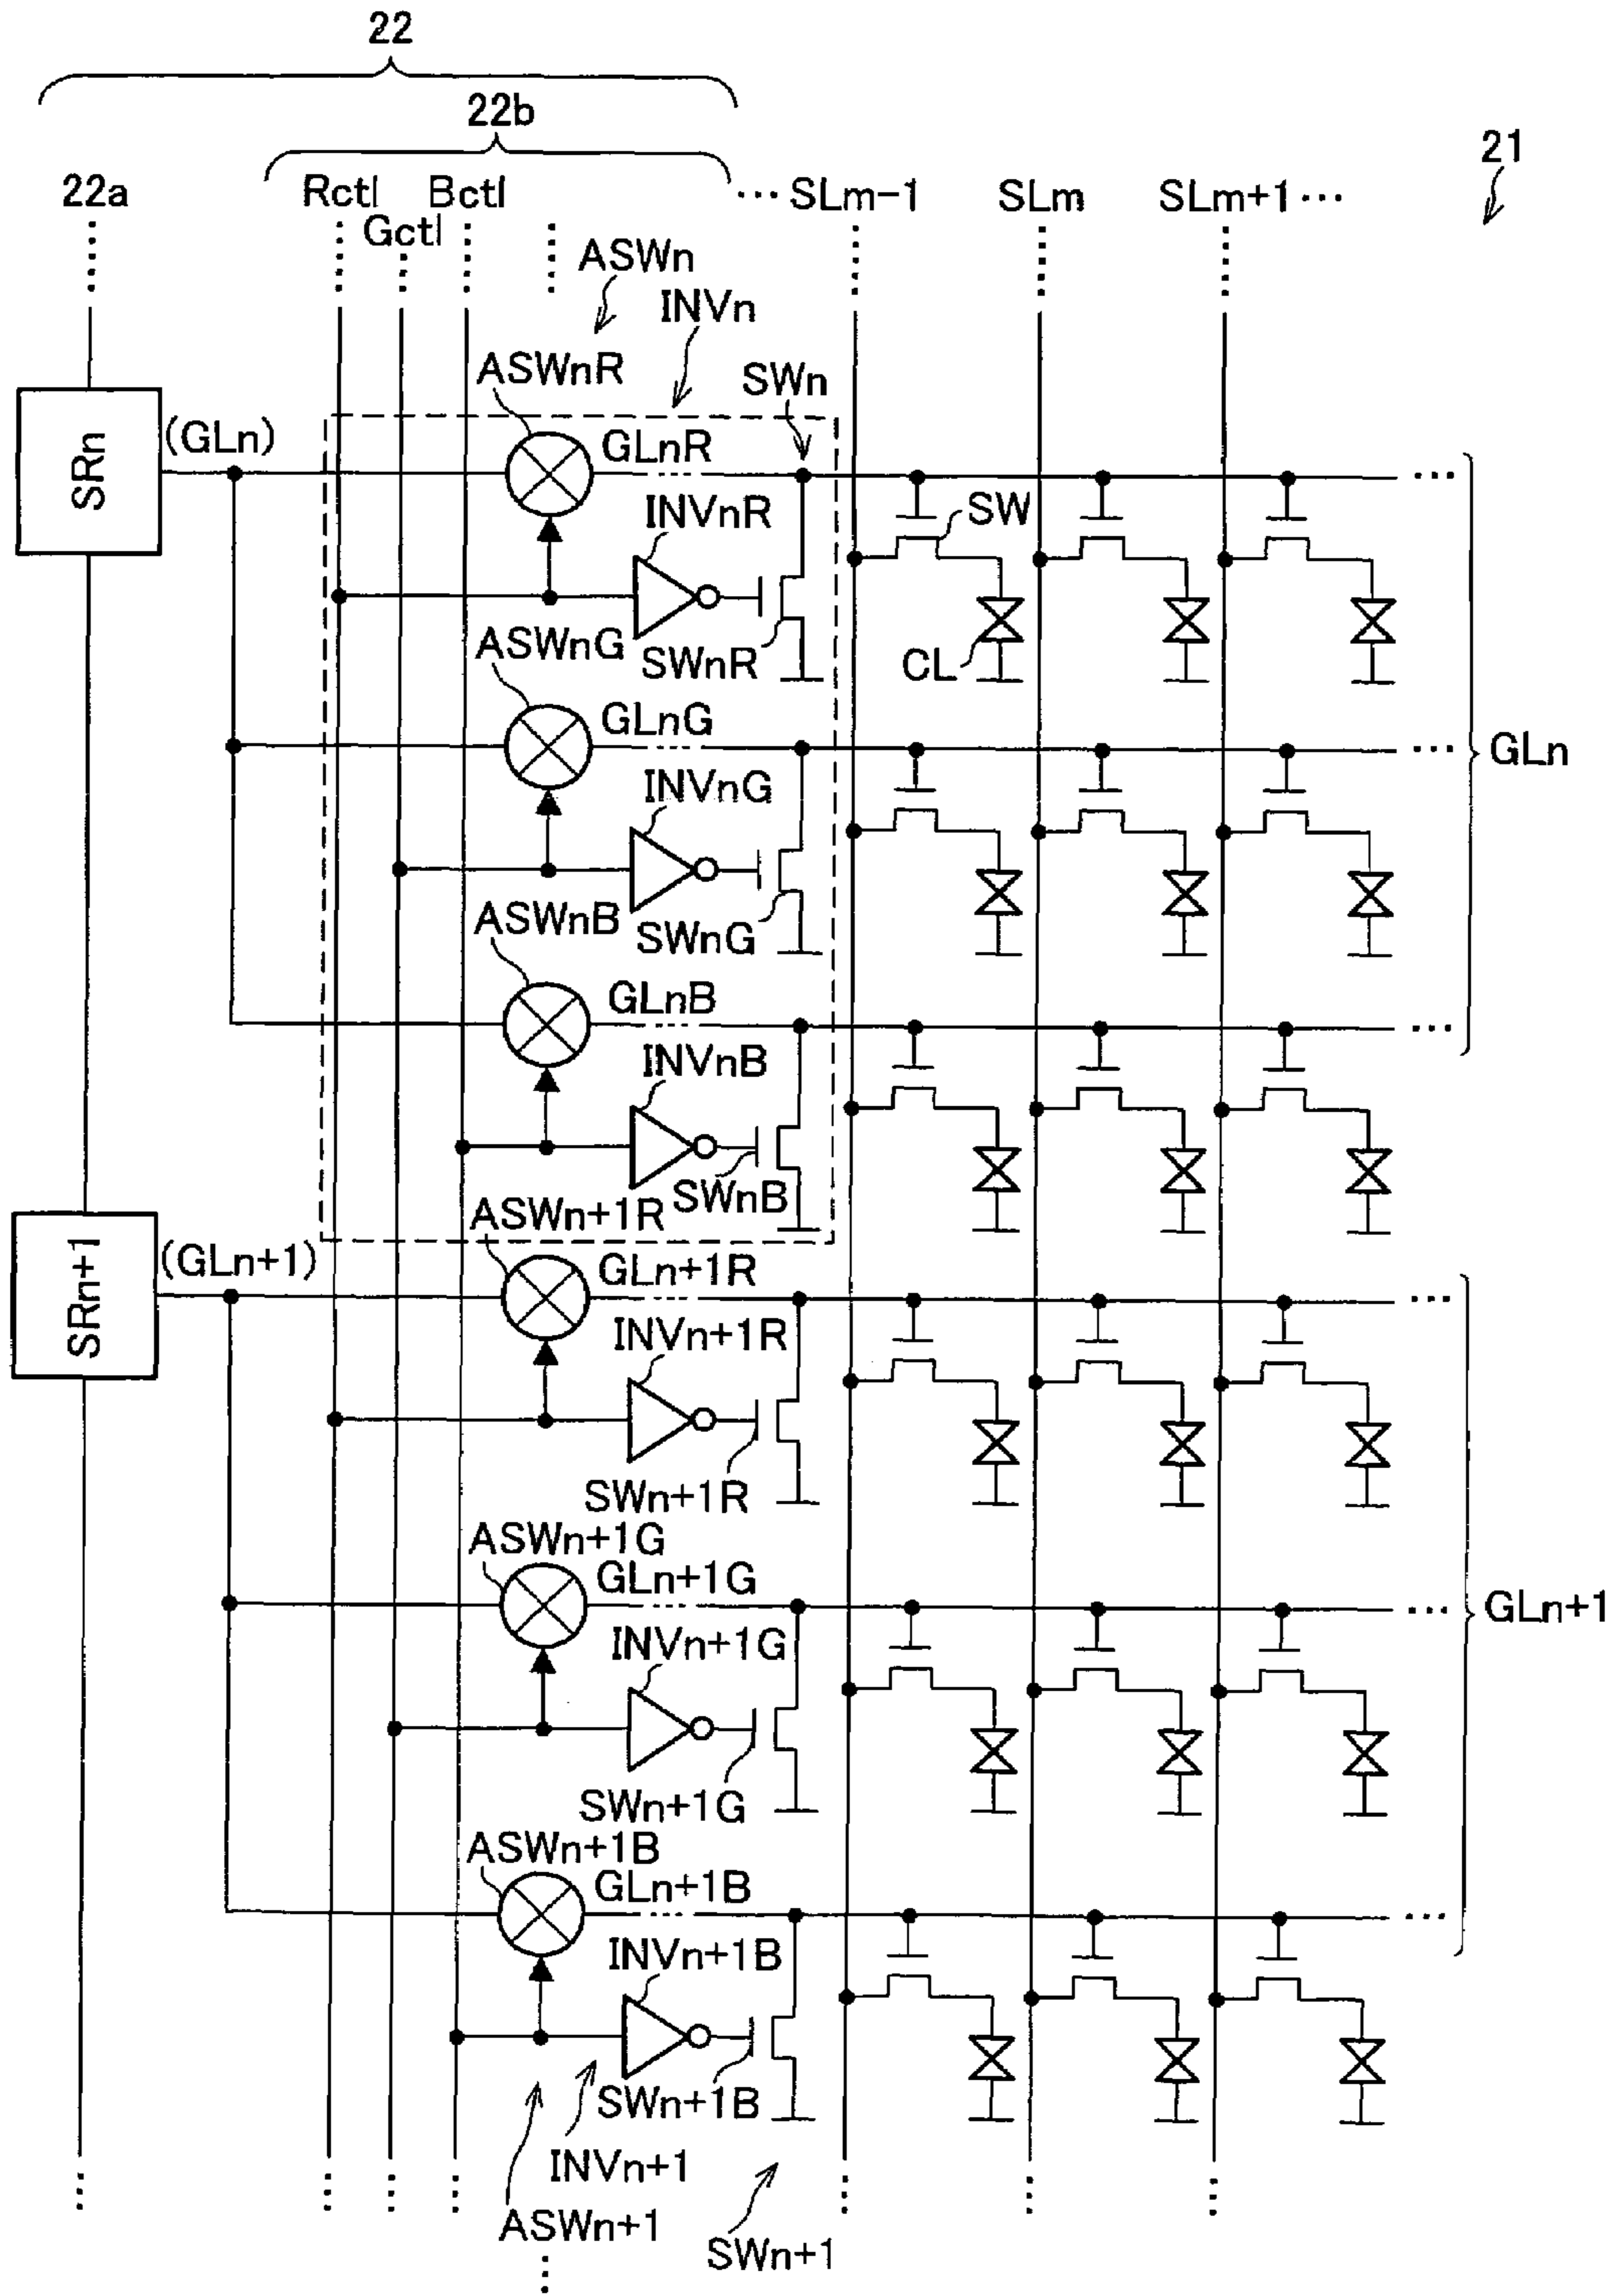 22
22b
21
22a
Rctl
Bctl
... SLm-1
SLm
SLm+1 ...
Gctl
ASWn
INVn
ASWnR
SWn
SRn
(GLn)
GLnR
...
INVnR
SW
ASWnG
SWnR
CL
GLnG
...
GLn
INVnG
ASWnB
SWnG
GLnB
...
INVnB
SWnB
ASWn+1R
SRn+1
(GLn+1)
GLn+1R
...
INVn+1R
SWn+1R
ASWn+1G
GLn+1G
...
GLn+1
INVn+1G
SWn+1G
ASWn+1B
GLn+1B
...
INVn+1B
SWn+1B
INVn+1
ASWn+1
SWn+1